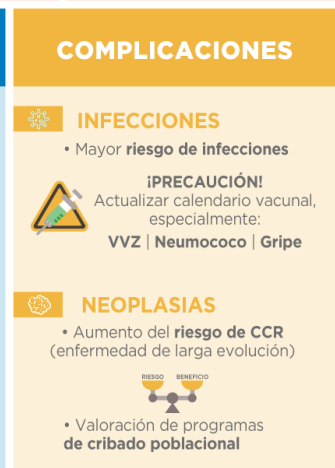 COMPLICACIONES
INFECCIONES
• Mayor riesgo de infecciones
¡PRECAUCIÓN!
Actualizar calendario vacunal,
especialmente:
VVZ | Neumococo | Gripe
NEOPLASIAS
• Aumento del riesgo de CCR
(enfermedad de larga evolución)
RIESGO BENEFICIO
• Valoración de programas
de cribado poblacional